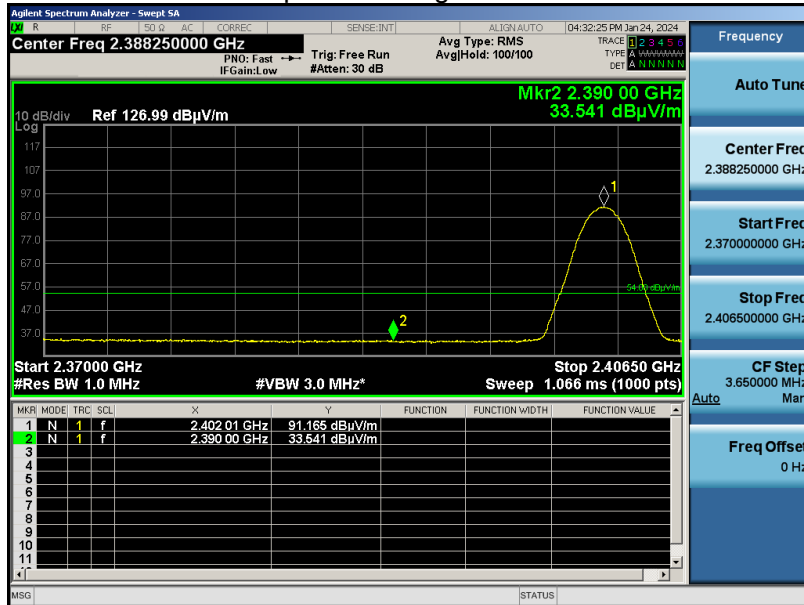 Agilent Spectrum Analyzer - Swept SA
LXI R RF 50 Ω AC CORREC SENSE:INT ALIGN AUTO 04:32:25 PM Jan 24, 2024
Center Freq 2.388250000 GHz
PNO: Fast
IFGain:Low
Trig: Free Run
#Atten: 30 dB
Avg Type: RMS
Avg|Hold: 100/100
TRACE 1 2 3 4 5 6
TYPE A
DET A N N N N N
Mkr2 2.390 00 GHz
33.541 dBµV/m
10 dB/div Ref 126.99 dBµV/m
Log
117
107
97.0
87.0
77.0
67.0
57.0
47.0
37.0
1
2
54.00 dBµV/m
Start 2.37000 GHz Stop 2.40650 GHz
#Res BW 1.0 MHz #VBW 3.0 MHz* Sweep 1.066 ms (1000 pts)
MKR MODE TRC SCL X Y FUNCTION FUNCTION WIDTH FUNCTION VALUE
1 N 1 f 2.402 01 GHz 91.165 dBµV/m
2 N 1 f 2.390 00 GHz 33.541 dBµV/m
3
4
5
6
7
8
9
10
11
MSG STATUS
Frequency
Auto Tune
Center Freq
2.388250000 GHz
Start Freq
2.370000000 GHz
Stop Freq
2.406500000 GHz
CF Step
3.650000 MHz
Auto Man
Freq Offset
0 Hz